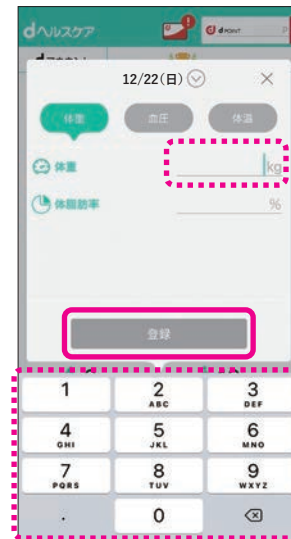 dヘルスケア
d POINT P
12/22(日)
体重 血圧 体温
体重 kg
体脂肪率 %
登録
1 2 3
ABC DEF
4 5 6
GHI JKL MNO
7 8 9
PQRS TUV WXYZ
. 0